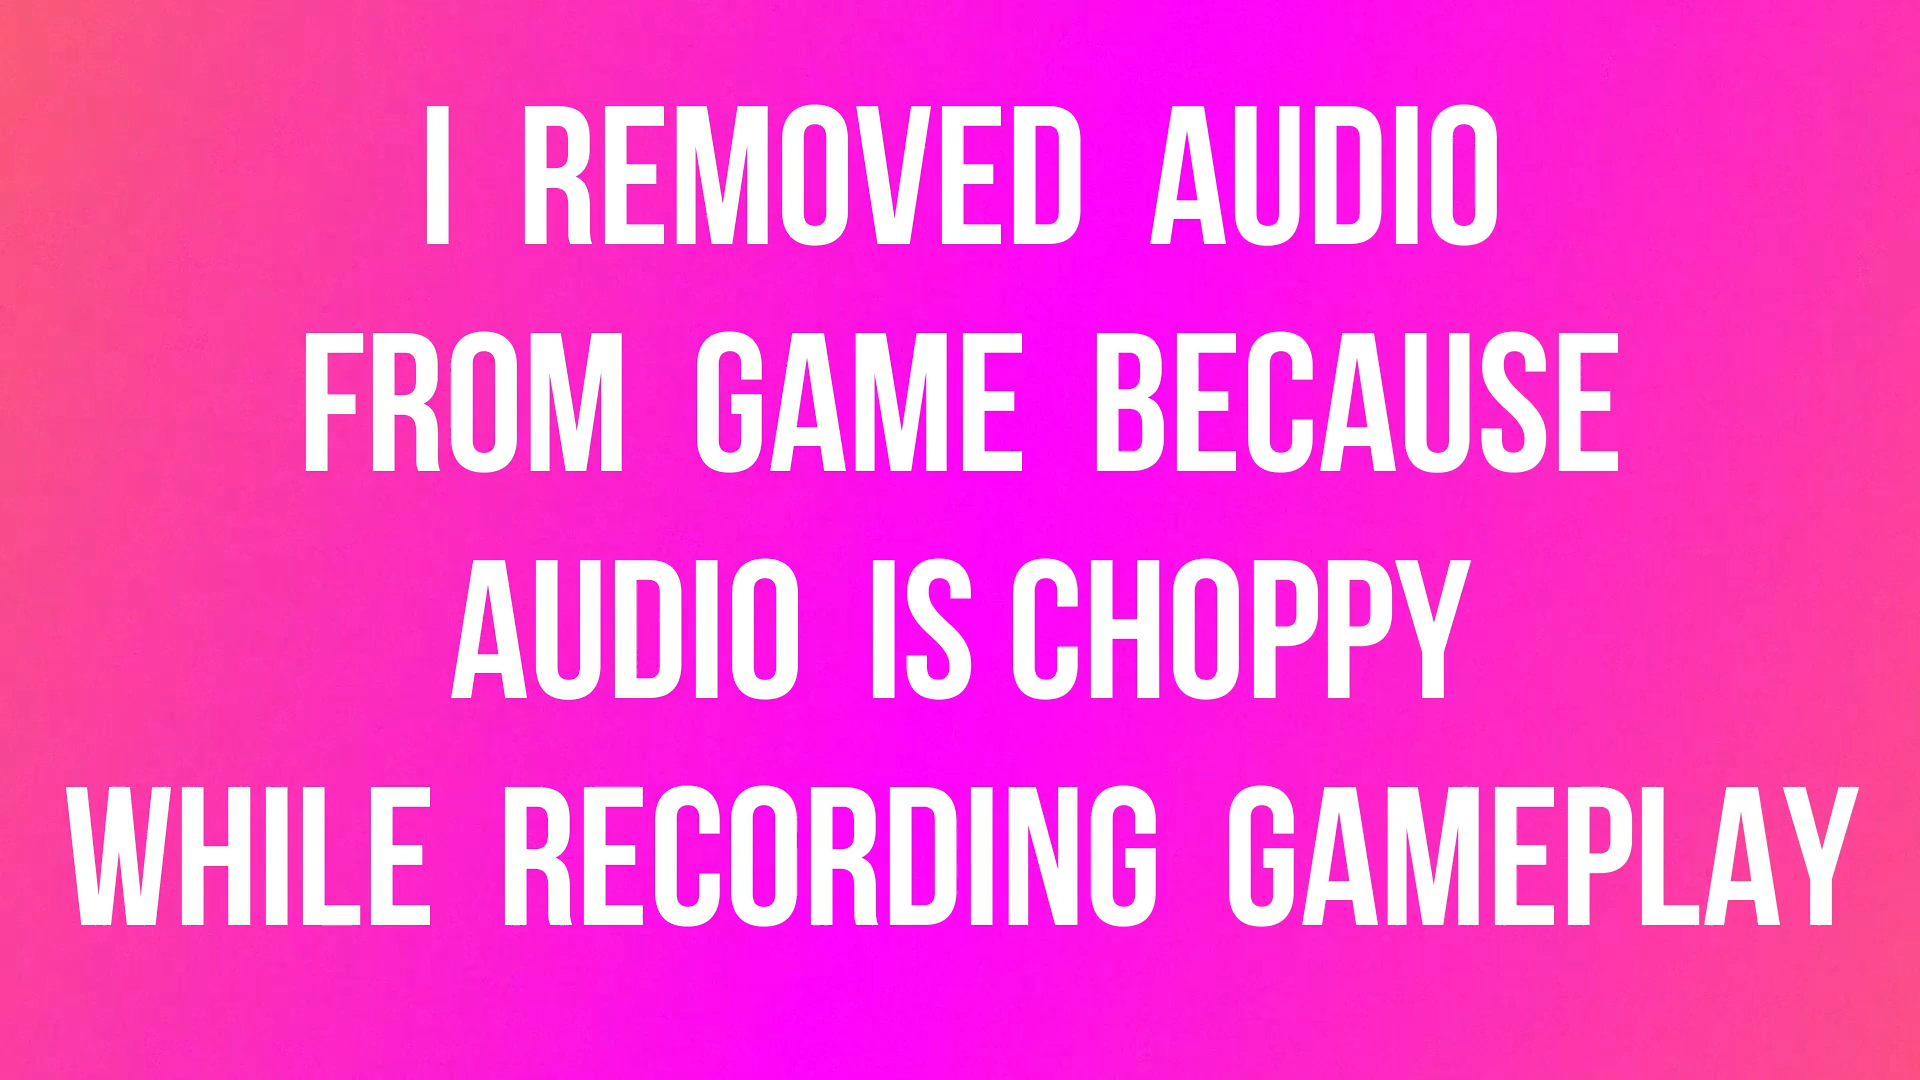 I REMOVED AUDIO
FROM GAME BECAUSE
AUDIO IS CHOPPY
WHILE RECORDING GAMEPLAY